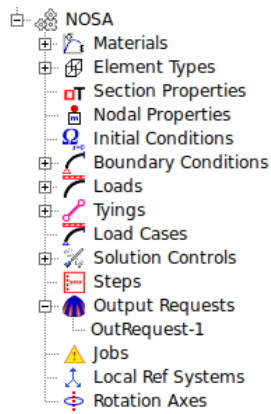 NOSA
Materials
Element Types
Section Properties
Nodal Properties
Initial Conditions
Boundary Conditions
Loads
Tyings
Load Cases
Solution Controls
Steps
Output Requests
OutRequest-1
Jobs
Local Ref Systems
Rotation Axes